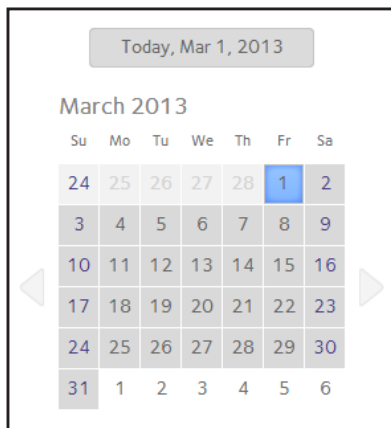 Today, Mar 1, 2013
March 2013
Su Mo Tu We Th Fr Sa
24 25 26 27 28 1 2
3 4 5 6 7 8 9
10 11 12 13 14 15 16
17 18 19 20 21 22 23
24 25 26 27 28 29 30
31 1 2 3 4 5 6